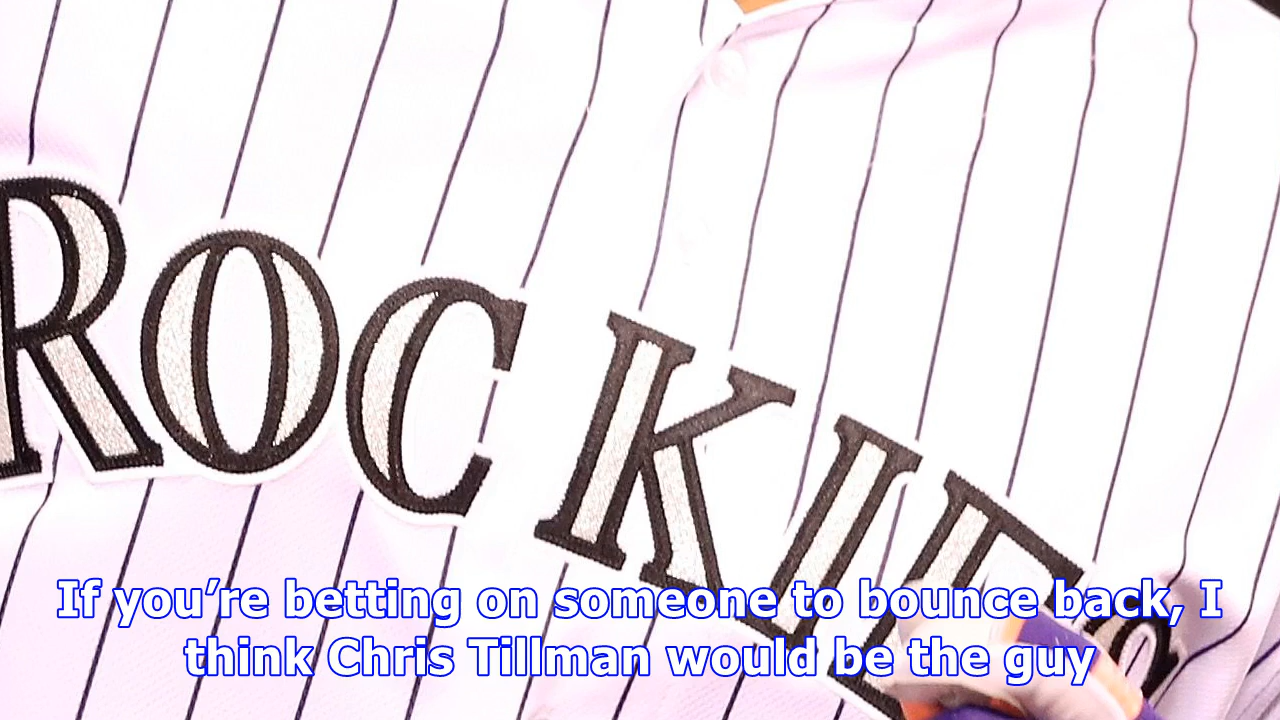 ROCKIES
If you’re betting on someone to bounce back, I
think Chris Tillman would be the guy